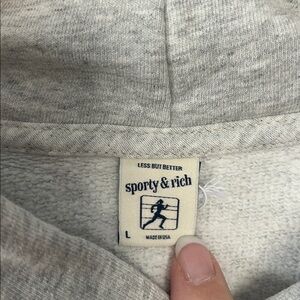 LESS BUT BETTER
sporty & rich
L
MADE IN USA